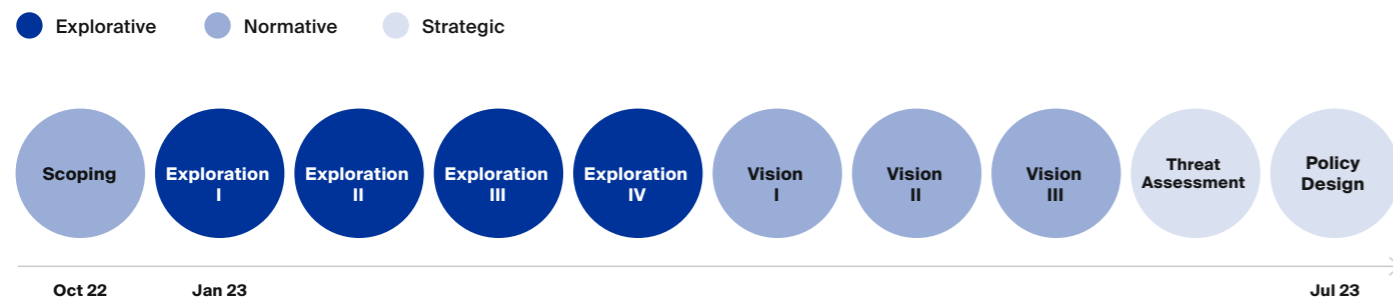 Explorative
Normative
Strategic
Scoping
Exploration
I
Exploration
II
Exploration
III
Exploration
IV
Vision
I
Vision
II
Vision
III
Threat
Assessment
Policy
Design
Oct 22
Jan 23
Jul 23